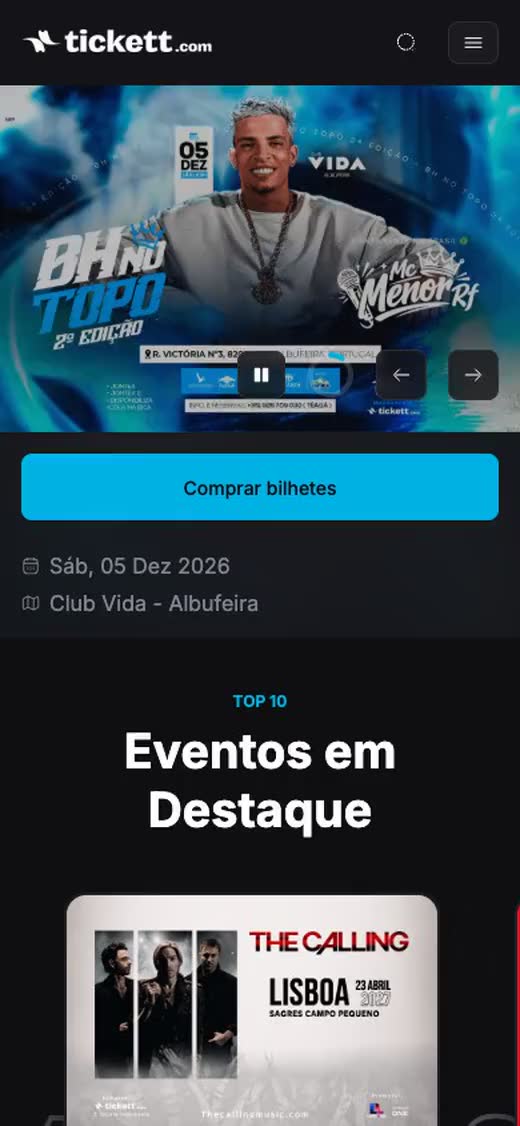 tickett.com
05
DEZ
VIDA
BH NO
TOPO
2ª EDIÇÃO
Mc
Menor Rf
R. VICTÓRIA Nº3,
tickett
Comprar bilhetes
Sáb, 05 Dez 2026
Club Vida - Albufeira
TOP 10
Eventos em
Destaque
THE CALLING
LISBOA
23 ABRIL
2027
SAGRES CAMPO PEQUENO
tickett
Thecallingmusic.com
ONE